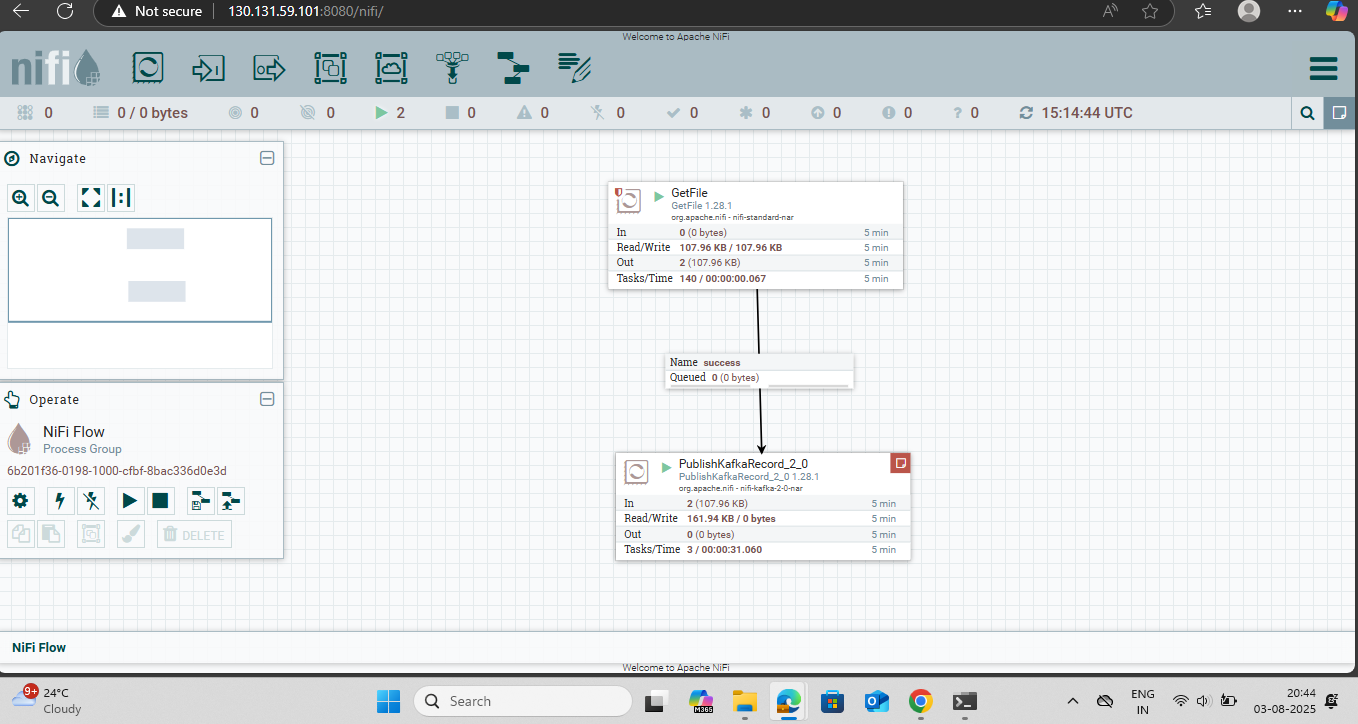 Not secure 130.131.59.101:8080/nifi/
Welcome to Apache NiFi
nifi
0 0 / 0 bytes 0 0 2 0 0 0 0 0 0 0 0 15:14:44 UTC
Navigate
GetFile
GetFile 1.28.1
org.apache.nifi - nifi-standard-nar
In 0 (0 bytes) 5 min
Read/Write 107.96 KB / 107.96 KB 5 min
Out 2 (107.96 KB) 5 min
Tasks/Time 140 / 00:00:00.067 5 min
Name success
Queued 0 (0 bytes)
Operate
NiFi Flow
Process Group
6b201f36-0198-1000-cfbf-8bac336d0e3d
DELETE
PublishKafkaRecord_2_0
PublishKafkaRecord_2_0 1.28.1
org.apache.nifi - nifi-kafka-2-0-nar
In 2 (107.96 KB) 5 min
Read/Write 161.94 KB / 0 bytes 5 min
Out 0 (0 bytes) 5 min
Tasks/Time 3 / 00:00:31.060 5 min
NiFi Flow
Welcome to Apache NiFi
9+
24°C
Cloudy
Search
M365
ENG
IN
20:44
03-08-2025